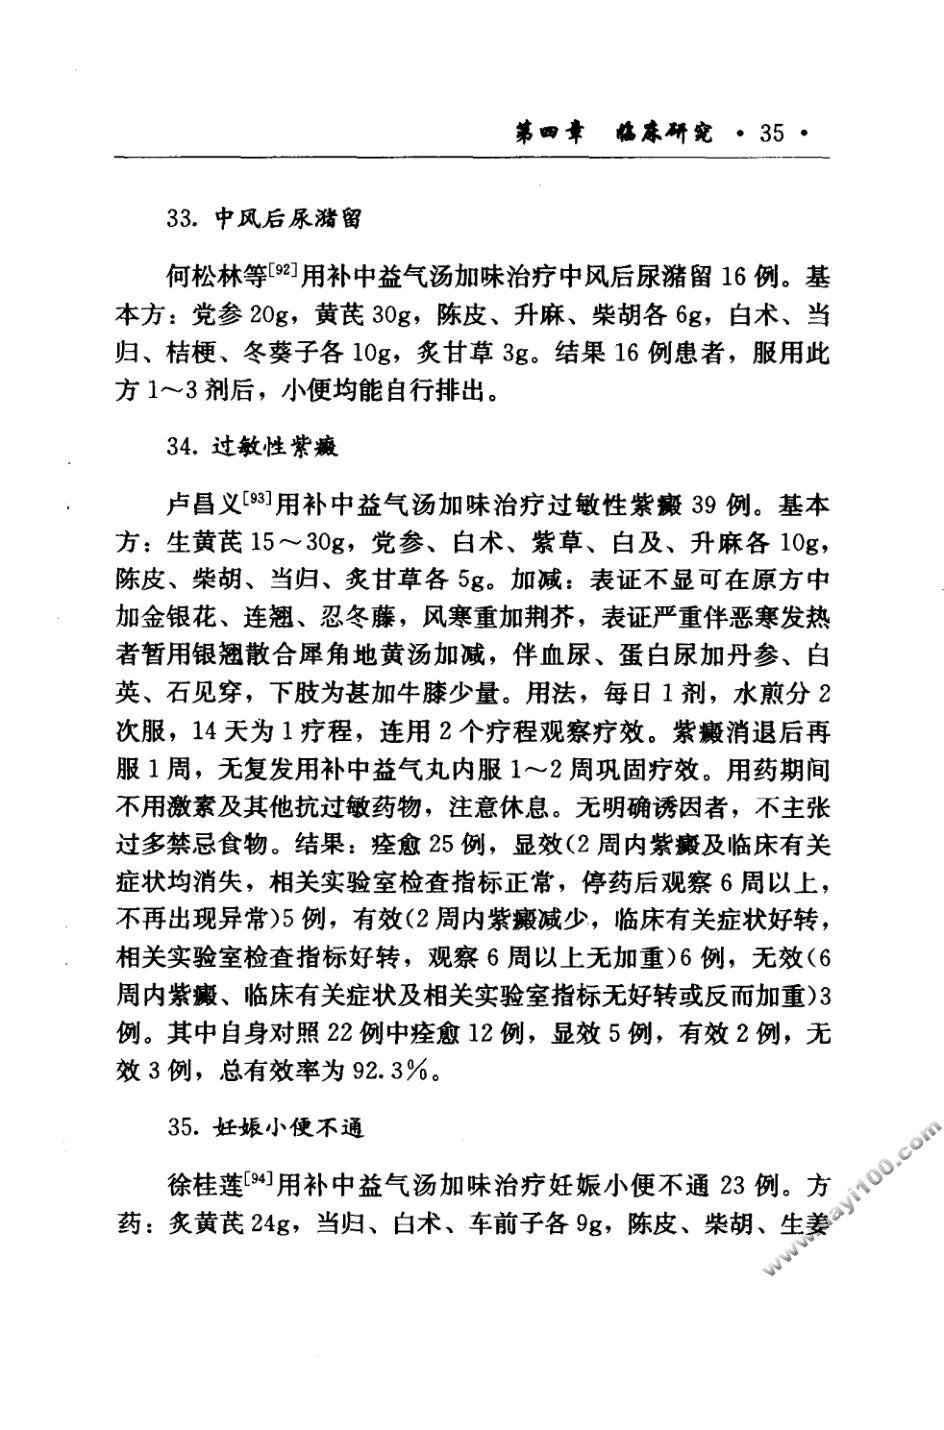 第四章 临床研究 · 35 ·
33. 中风后尿潴留
何松林等[92]用补中益气汤加味治疗中风后尿潴留 16 例。基
本方：党参 20g，黄芪 30g，陈皮、升麻、柴胡各 6g，白术、当
归、桔梗、冬葵子各 10g，炙甘草 3g。结果 16 例患者，服用此
方 1～3 剂后，小便均能自行排出。
34. 过敏性紫癜
卢昌义[93]用补中益气汤加味治疗过敏性紫癜 39 例。基本
方：生黄芪 15～30g，党参、白术、紫草、白及、升麻各 10g，
陈皮、柴胡、当归、炙甘草各 5g。加减：表证不显可在原方中
加金银花、连翘、忍冬藤，风寒重加荆芥，表证严重伴恶寒发热
者暂用银翘散合犀角地黄汤加减，伴血尿、蛋白尿加丹参、白
英、石见穿，下肢为甚加牛膝少量。用法，每日 1 剂，水煎分 2
次服，14 天为 1 疗程，连用 2 个疗程观察疗效。紫癜消退后再
服 1 周，无复发用补中益气丸内服 1～2 周巩固疗效。用药期间
不用激素及其他抗过敏药物，注意休息。无明确诱因者，不主张
过多禁忌食物。结果：痊愈 25 例，显效(2 周内紫癜及临床有关
症状均消失，相关实验室检查指标正常，停药后观察 6 周以上，
不再出现异常)5 例，有效(2 周内紫癜减少，临床有关症状好转，
相关实验室检查指标好转，观察 6 周以上无加重)6 例，无效(6
周内紫癜、临床有关症状及相关实验室指标无好转或反而加重)3
例。其中自身对照 22 例中痊愈 12 例，显效 5 例，有效 2 例，无
效 3 例，总有效率为 92.3%。
35. 妊娠小便不通
徐桂莲[94]用补中益气汤加味治疗妊娠小便不通 23 例。方
药：炙黄芪 24g，当归、白术、车前子各 9g，陈皮、柴胡、生姜